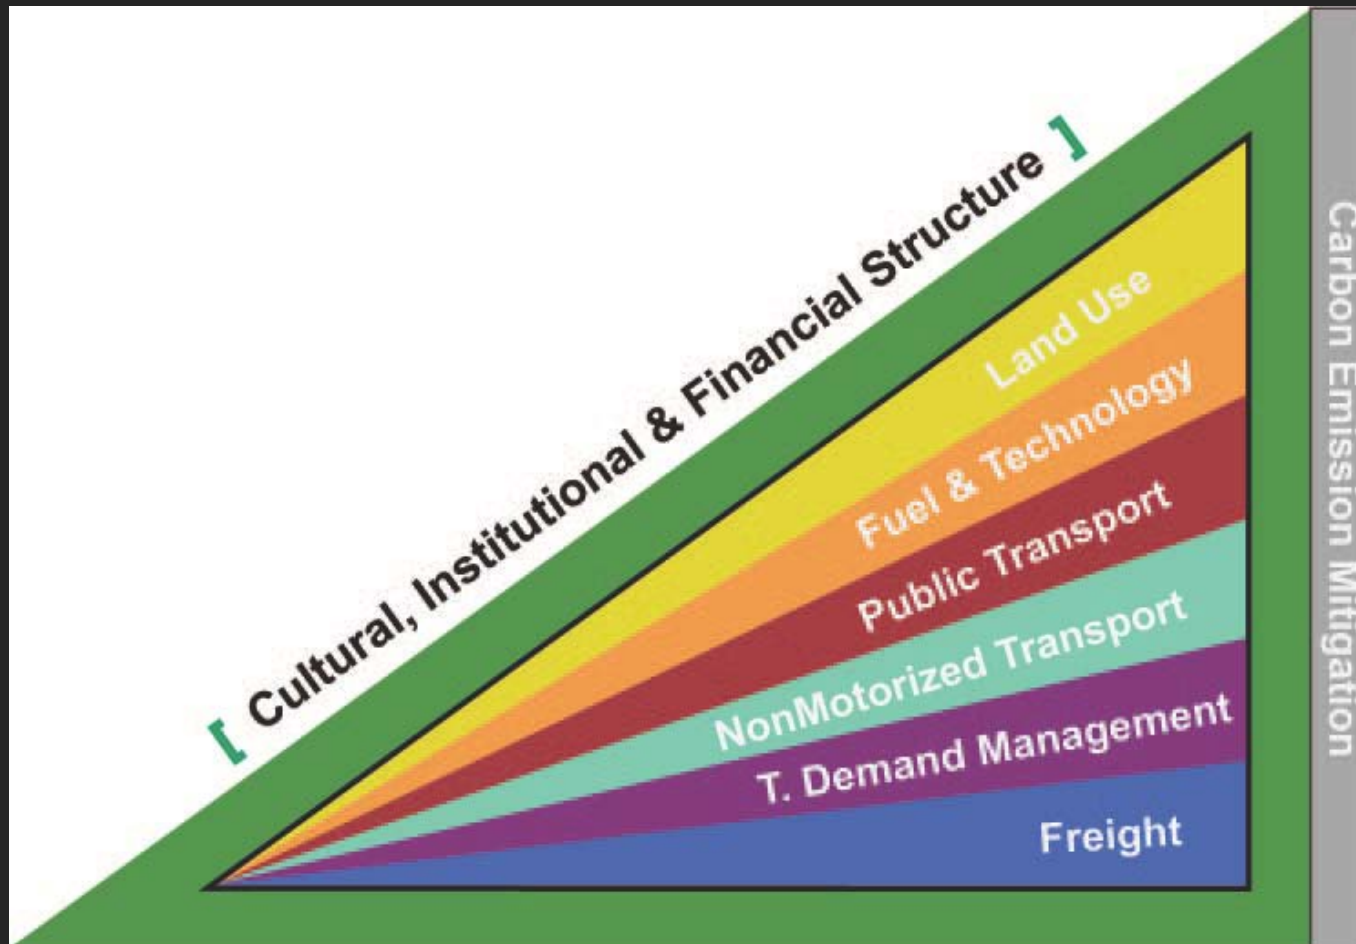 [ Cultural, Institutional & Financial Structure ]
Land Use
Fuel & Technology
Public Transport
NonMotorized Transport
T. Demand Management
Freight
Carbon Emission Mitigation